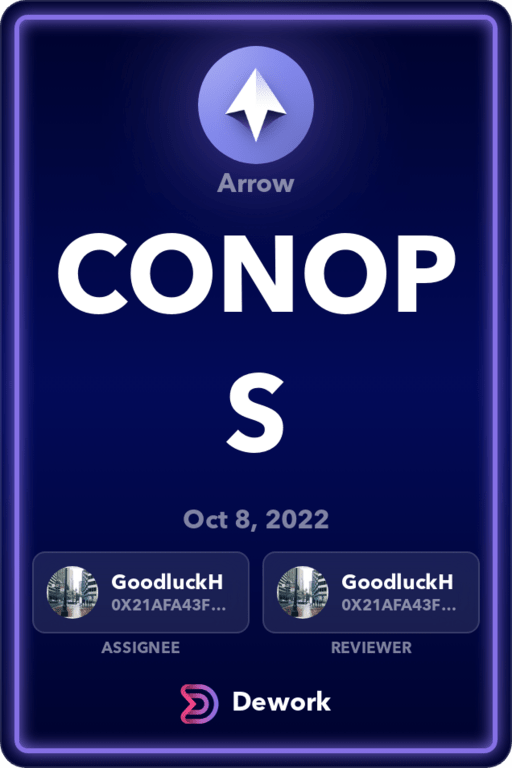 Arrow
CONOP
S
Oct 8, 2022
GoodluckH GoodluckH
0X21AFA43F... 0X21AFA43F...
ASSIGNEE REVIEWER
Dework